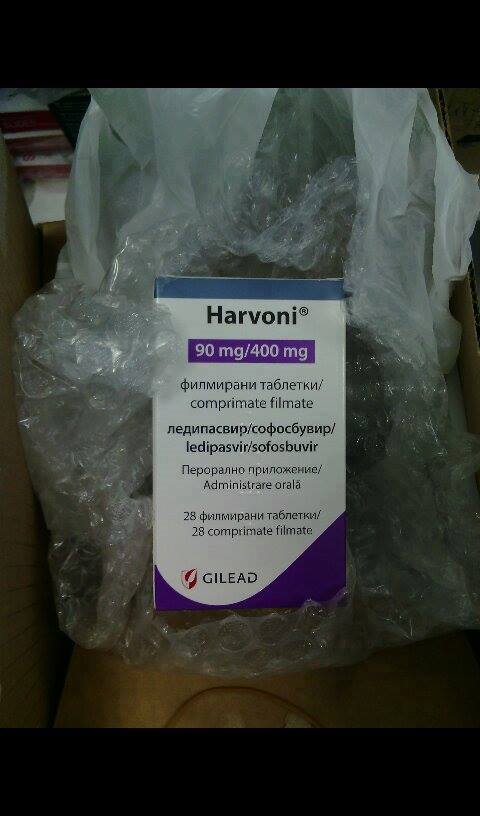 Harvoni®
90 mg/400 mg
филмирани таблетки/
comprimate filmate
ледипасвир/софосбувир/
ledipasvir/sofosbuvir
Перорално приложение/
Administrare orală
28 филмирани таблетки/
28 comprimate filmate
GILEAD